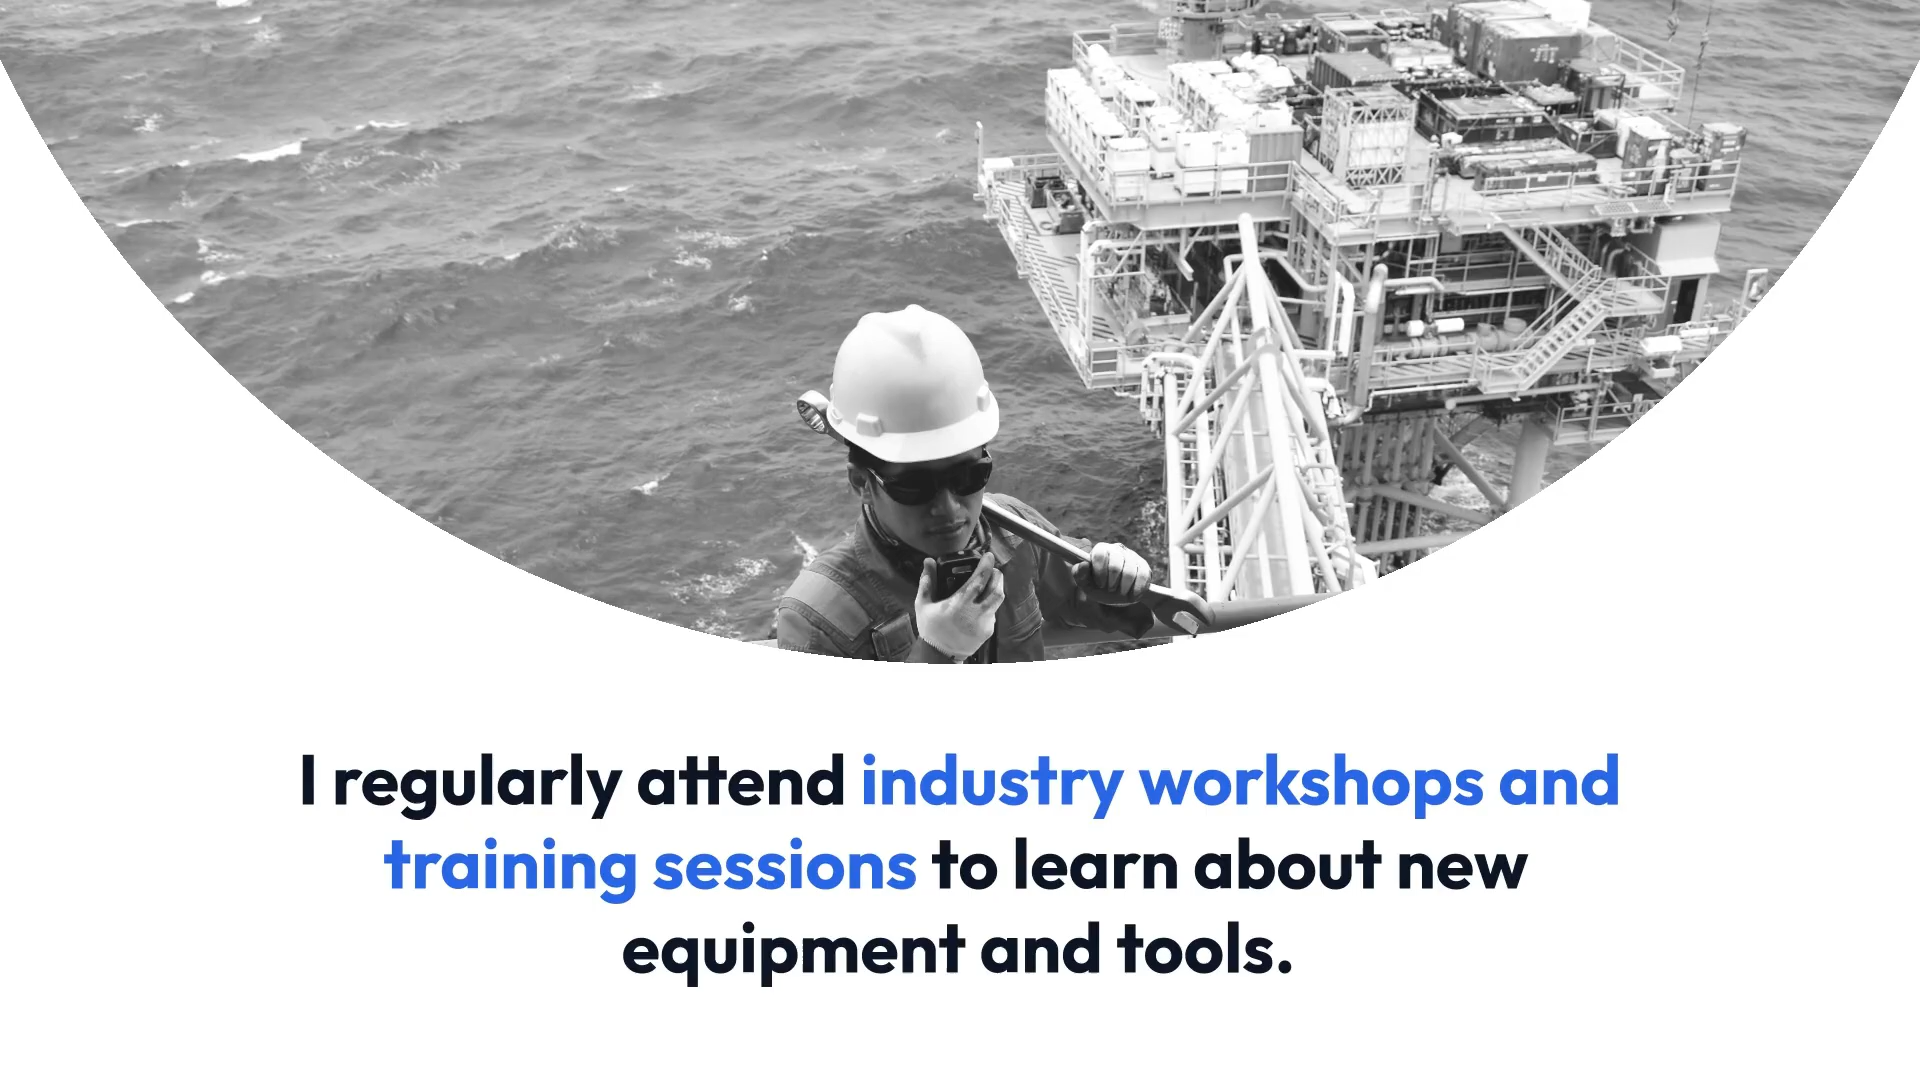 I regularly attend industry workshops and
training sessions to learn about new
equipment and tools.